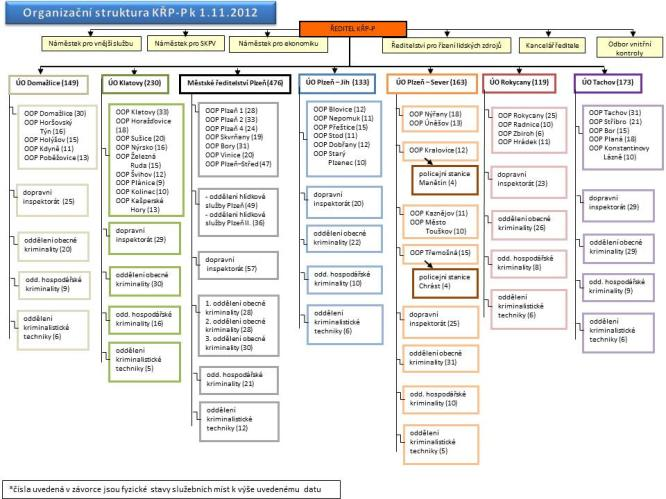 Organizační struktura KŘP-P k 1.11.2012
ŘEDITEL KŘP-P
Náměstek pro vnější službu
Náměstek pro SKPV
Náměstek pro ekonomiku
Ředitelství pro řízení lidských zdrojů
Kancelář ředitele
Odbor vnitřní
kontroly
ÚO Domažlice (149)
OOP Domažlice (30)
OOP Horšovský
Týn (16)
OOP Holýšov (15)
OOP Kdyně (11)
OOP Poběžovice (13)
dopravní
inspektorát (25)
oddělení obecné
kriminality (20)
odd. hospodářské
kriminality (9)
oddělení
kriminalistické
techniky (6)
ÚO Klatovy (230)
OOP Klatovy (33)
OOP Horažďovice
(18)
OOP Sušice (20)
OOP Nýrsko (16)
OOP Železná
Ruda (15)
OOP Švihov (12)
OOP Plánice (9)
OOP Kolinec (10)
OOP Kašperské
Hory (13)
dopravní
inspektorát (29)
oddělení obecné
kriminality (30)
odd. hospodářské
kriminality (16)
oddělení
kriminalistické
techniky (5)
Městské ředitelství Plzeň (476)
OOP Plzeň 1 (28)
OOP Plzeň 2 (33)
OOP Plzeň 4 (24)
OOP Skvrňany (19)
OOP Bory (31)
OOP Vinice (20)
OOP Plzeň-Střed (47)
- oddělení hlídkové
služby Plzeň (49)
- oddělení hlídkové
služby Plzeň II. (36)
dopravní
inspektorát (57)
1. oddělení obecné
kriminality (28)
2. oddělení obecné
kriminality (28)
3. oddělení obecné
kriminality (30)
odd. hospodářské
kriminality (21)
oddělení
kriminalistické
techniky (12)
ÚO Plzeň – Jih (133)
OOP Blovice (12)
OOP Nepomuk (11)
OOP Přeštice (15)
OOP Stod (11)
OOP Dobřany (12)
OOP Starý
Plzenec (10)
dopravní
inspektorát (20)
oddělení obecné
kriminality (22)
odd. hospodářské
kriminality (10)
oddělení
kriminalistické
techniky (6)
ÚO Plzeň – Sever (163)
OOP Nýřany (18)
OOP Úněšov (13)
OOP Kralovice (12)
policejní stanice
Manětín (4)
OOP Kaznějov (11)
OOP Město
Touškov (10)
OOP Třemošná (15)
policejní stanice
Chrást (4)
dopravní
inspektorát (25)
oddělení obecné
kriminality (31)
odd. hospodářské
kriminality (10)
oddělení
kriminalistické
techniky (5)
ÚO Rokycany (119)
OOP Rokycany (25)
OOP Radnice (10)
OOP Zbiroh (6)
OOP Hrádek (11)
dopravní
inspektorát (23)
oddělení obecné
kriminality (26)
odd. hospodářské
kriminality (8)
oddělení
kriminalistické
techniky (6)
ÚO Tachov (173)
OOP Tachov (31)
OOP Stříbro (21)
OOP Bor (15)
OOP Planá (18)
OOP Konstantinovy
Lázně (10)
dopravní
inspektorát (29)
oddělení obecné
kriminality (29)
odd. hospodářské
kriminality (9)
oddělení
kriminalistické
techniky (6)
*čísla uvedená v závorce jsou fyzické stavy služebních míst k výše uvedenému datu